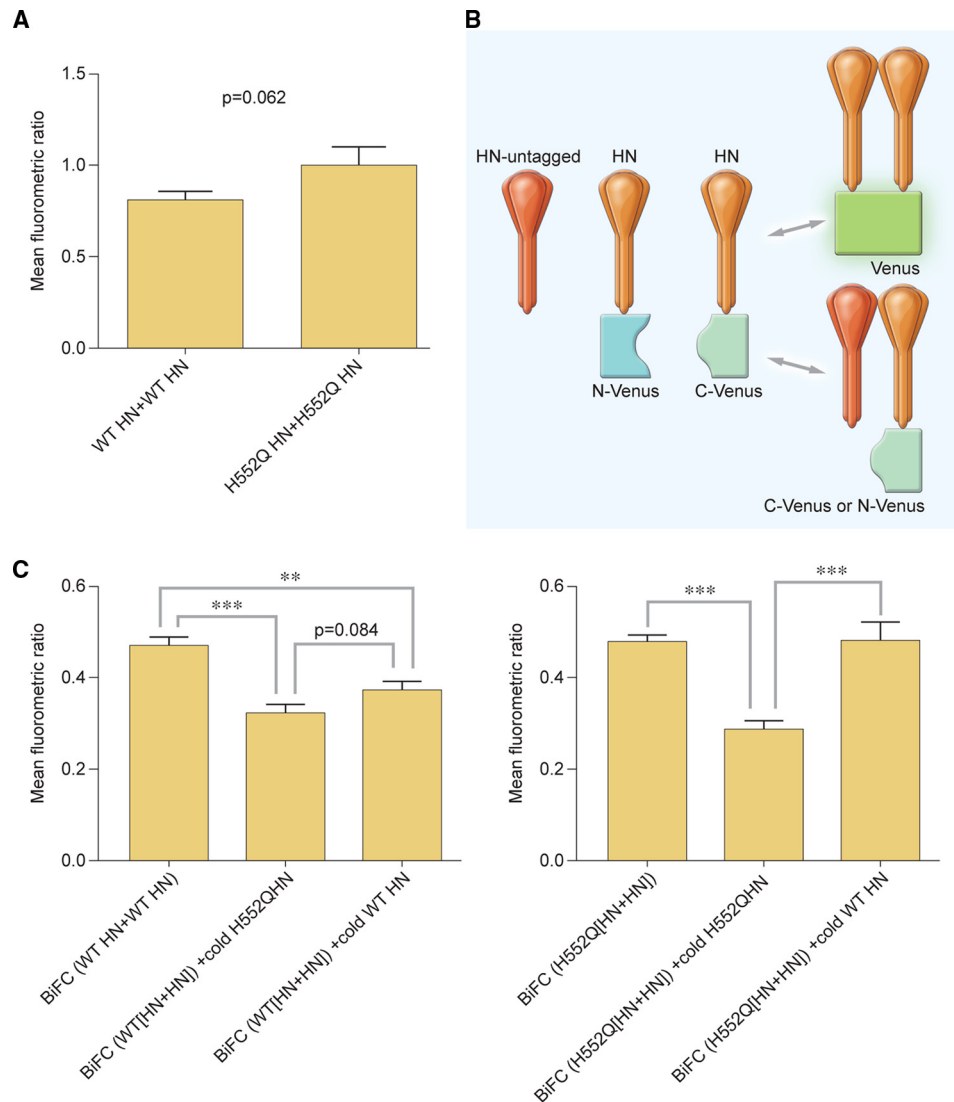 A
Mean fluorometric ratio
1.5
1.0
0.5
0.0
p=0.062
WT HN+WT HN
H552Q HN+H552Q HN
B
HN-untagged
HN
HN
N-Venus
C-Venus
Venus
C-Venus or N-Venus
C
Mean fluorometric ratio
0.6
0.4
0.2
0.0
**
***
p=0.084
BiFC (WT HN+WT HN)
BiFC (WT[HN+HN]) +cold H552QHN
BiFC (WT[HN+HN]) +cold WT HN
Mean fluorometric ratio
0.6
0.4
0.2
0.0
***
***
BiFC (H552Q[HN+HN])
BiFC (H552Q[HN+HN]) +cold H552QHN
BiFC (H552Q[HN+HN]) +cold WT HN